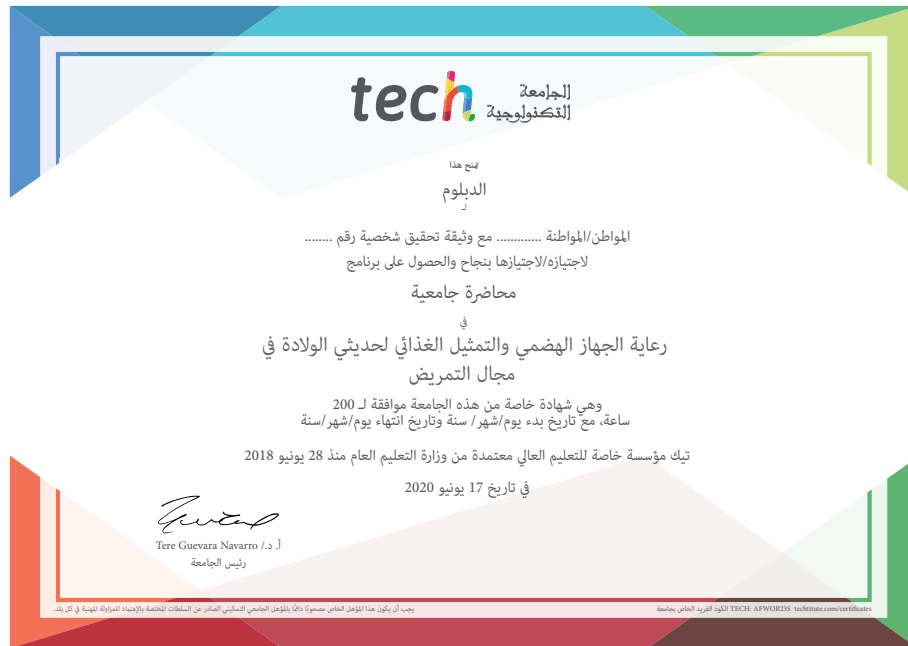 tech الجامعة
التكنولوجية
يمنح هذا
الدبلوم
لـ
المواطن/المواطنة ............. مع وثيقة تحقيق شخصية رقم ........
لاجتيازه/لاجتيازها بنجاح والحصول على برنامج
محاضرة جامعية
في
رعاية الجهاز الهضمي والتمثيل الغذائي لحديثي الولادة في
مجال التمريض
وهي شهادة خاصة من هذه الجامعة موافقة لـ 200
ساعة، مع تاريخ بدء يوم/شهر/ سنة وتاريخ انتهاء يوم/شهر/سنة
تيك مؤسسة خاصة للتعليم العالي معتمدة من وزارة التعليم العام منذ 28 يونيو 2018
في تاريخ 17 يونيو 2020
أ. د./ Tere Guevara Navarro
رئيس الجامعة
الكود الفريد الخاص بجامعة TECH: AFWOR23S techtitute.com/certificates
يجب أن يكون هذا المؤهل الخاص مصحوبًا دائمًا بالمؤهل الجامعي التمكيني الصادر عن السلطات المختصة بالإعتماد للمزاولة المهنية في كل بلد.